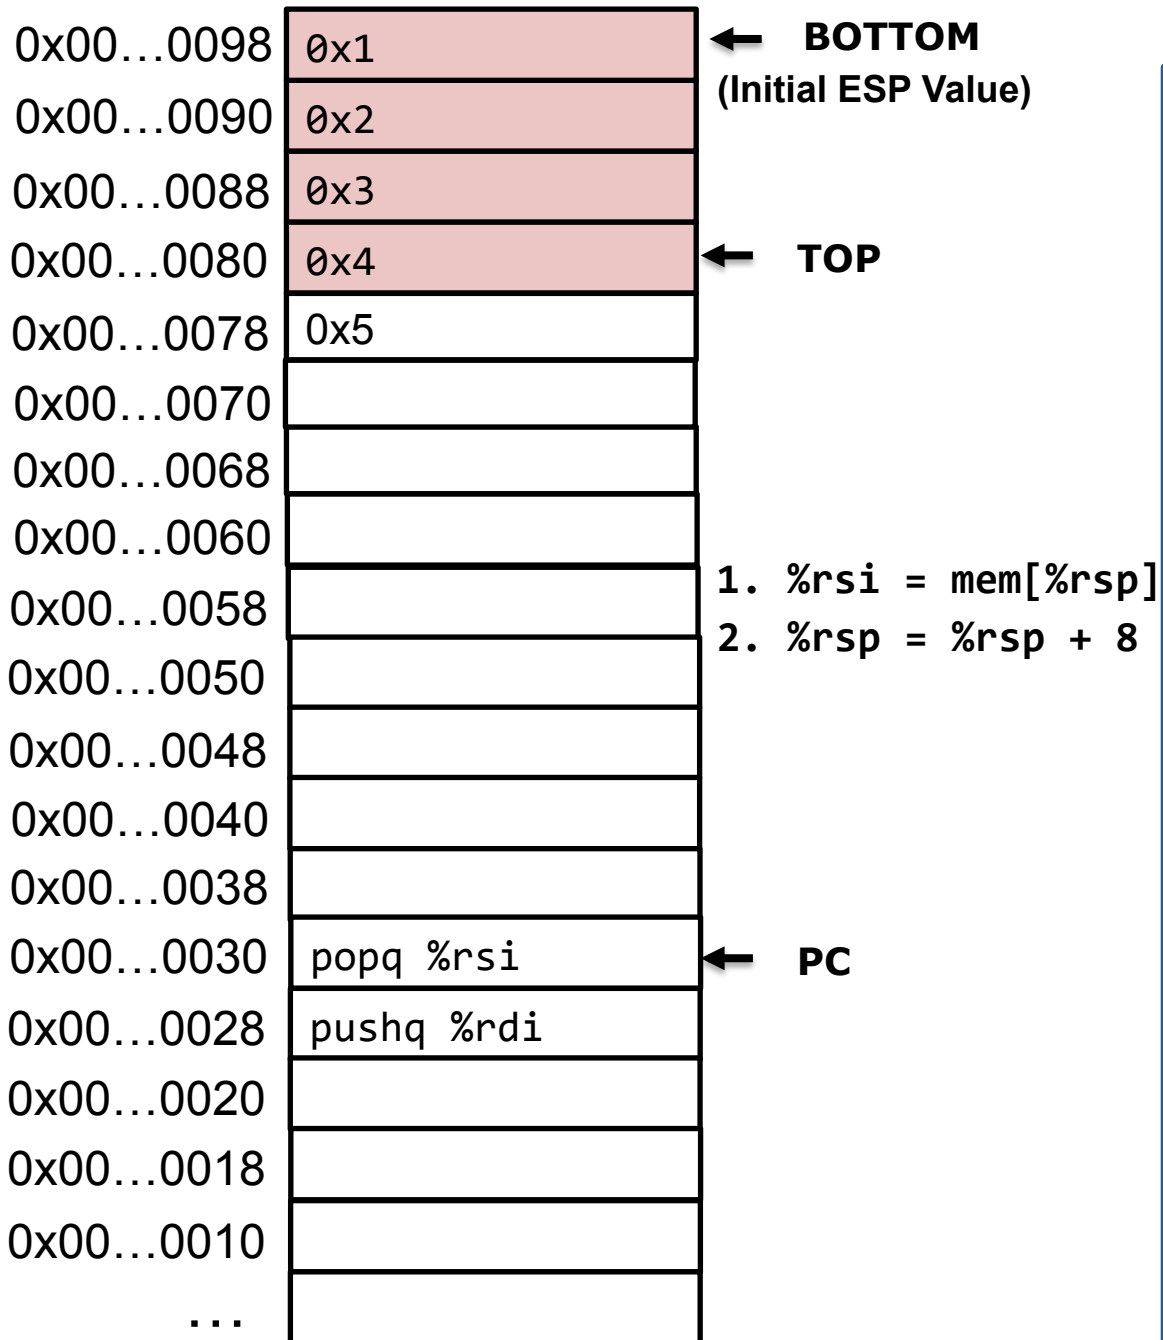 0x00…0098 0x1 BOTTOM
(Initial ESP Value)
0x00…0090 0x2
0x00…0088 0x3
0x00…0080 0x4 TOP
0x00…0078 0x5
0x00…0070
0x00…0068
0x00…0060
0x00…0058 1. %rsi = mem[%rsp]
2. %rsp = %rsp + 8
0x00…0050
0x00…0048
0x00…0040
0x00…0038
0x00…0030 popq %rsi PC
0x00…0028 pushq %rdi
0x00…0020
0x00…0018
0x00…0010
…